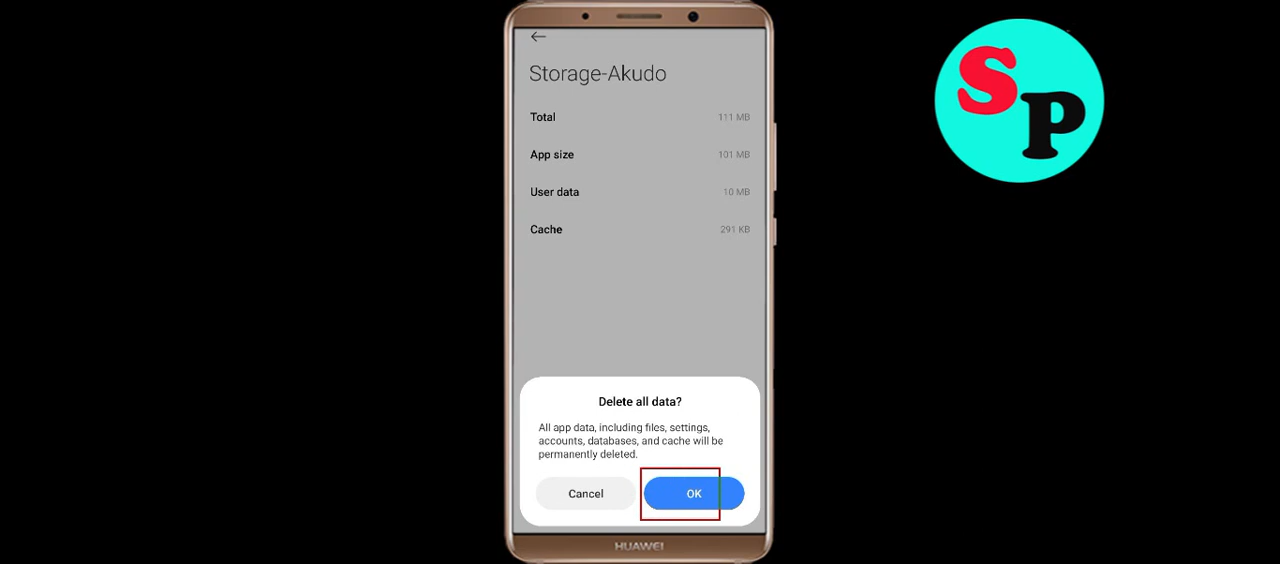 Storage-Akudo
Total 111 MB
App size 101 MB
User data 10 MB
Cache 291 KB
Delete all data?
All app data, including files, settings,
accounts, databases, and cache will be
permanently deleted.
Cancel OK
HUAWEI
SP